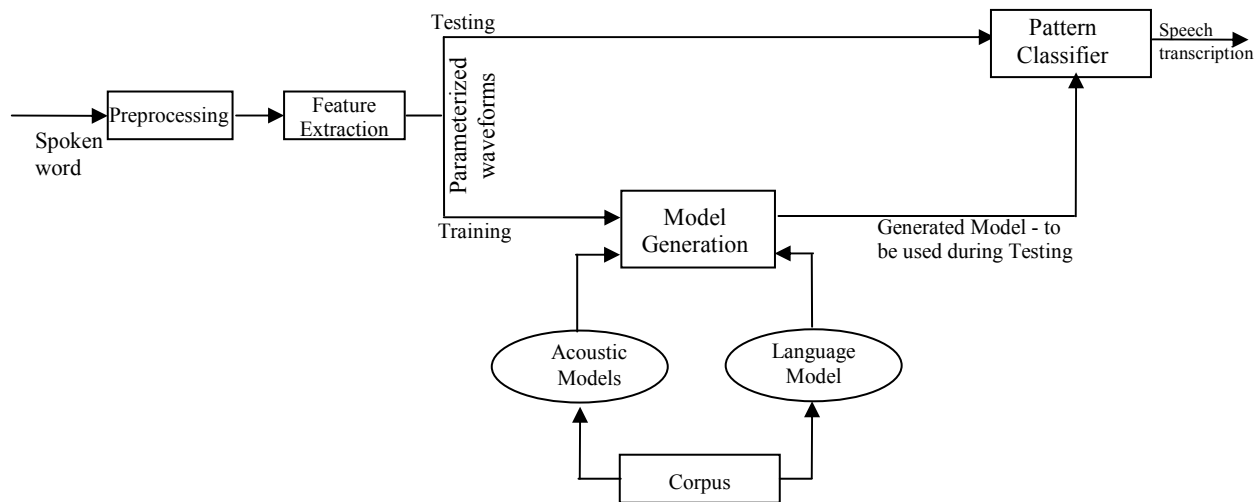 Testing
Pattern
Classifier
Speech
transcription
Spoken
word
Preprocessing
Feature
Extraction
Parameterized
waveforms
Training
Model
Generation
Generated Model - to
be used during Testing
Acoustic
Models
Language
Model
Corpus